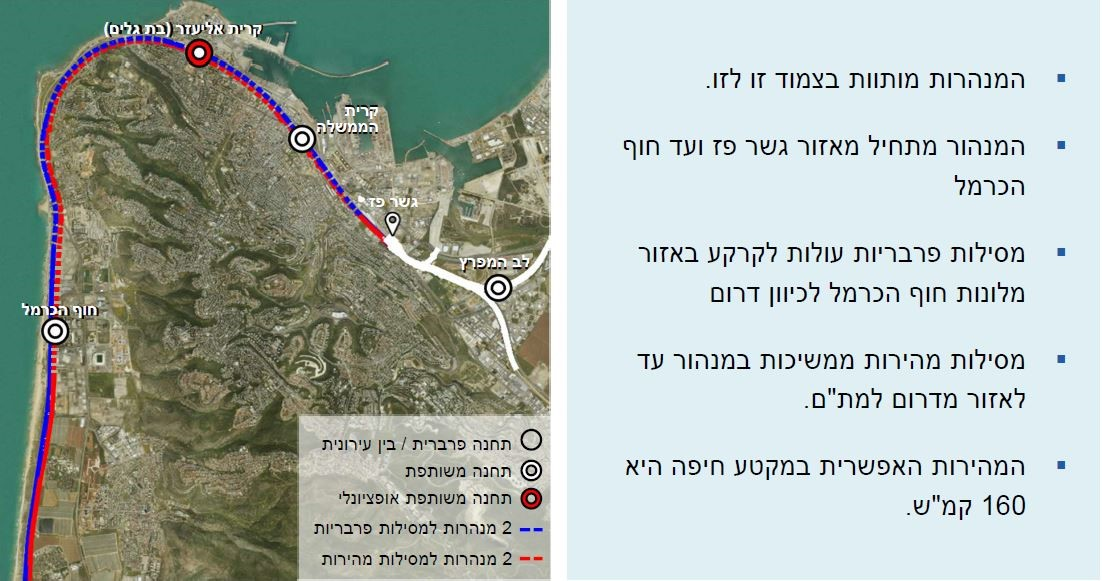 המנהרות מותוות בצמוד זו לזו.
המנהור מתחיל מאזור גשר פז ועד חוף
הכרמל
מסילות פרבריות עולות לקרקע באזור
מלונות חוף הכרמל לכיוון דרום
מסילות מהירות ממשיכות במנהור עד
לאזור מדרום למת"ם.
המהירות האפשרית במקטע חיפה היא
160 קמ"ש.
קרית אליעזר (בת גלים)
קרית
הממשלה
גשר פז
לב המפרץ
חוף הכרמל
תחנה פרברית / בין עירונית
תחנה משותפת
תחנה משותפת אופציונלי
2 מנהרות למסילות פרבריות
2 מנהרות למסילות מהירות